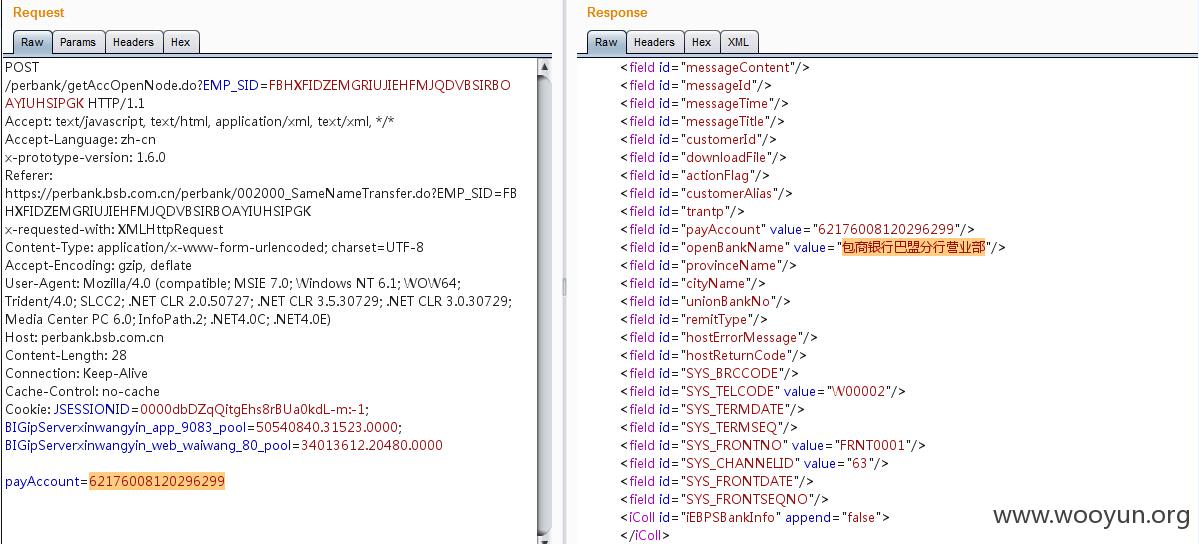 Request
Raw Params Headers Hex
POST
/perbank/getAccOpenNode.do?EMP_SID=FBHXFIDZEMGRIUJIEHFMJQDVBSIRBO
AYIUHSIPGK HTTP/1.1
Accept: text/javascript, text/html, application/xml, text/xml, */*
Accept-Language: zh-cn
x-prototype-version: 1.6.0
Referer:
https://perbank.bsb.com.cn/perbank/002000_SameNameTransfer.do?EMP_SID=FB
HXFIDZEMGRIUJIEHFMJQDVBSIRBOAYIUHSIPGK
x-requested-with: XMLHttpRequest
Content-Type: application/x-www-form-urlencoded; charset=UTF-8
Accept-Encoding: gzip, deflate
User-Agent: Mozilla/4.0 (compatible; MSIE 7.0; Windows NT 6.1; WOW64;
Trident/4.0; SLCC2; .NET CLR 2.0.50727; .NET CLR 3.5.30729; .NET CLR 3.0.30729;
Media Center PC 6.0; InfoPath.2; .NET4.0C; .NET4.0E)
Host: perbank.bsb.com.cn
Content-Length: 28
Connection: Keep-Alive
Cache-Control: no-cache
Cookie: JSESSIONID=0000dbDZqQitgEhs8rBUa0kdL-m:-1;
BIGipServerxinwangyin_app_9083_pool=50540840.31523.0000;
BIGipServerxinwangyin_web_waiwang_80_pool=34013612.20480.0000
payAccount=62176008120296299
Response
Raw Headers Hex XML
<field id="messageContent"/>
<field id="messageId"/>
<field id="messageTime"/>
<field id="messageTitle"/>
<field id="customerId"/>
<field id="downloadFile"/>
<field id="actionFlag"/>
<field id="customerAlias"/>
<field id="trantp"/>
<field id="payAccount" value="62176008120296299"/>
<field id="openBankName" value="包商银行巴盟分行营业部"/>
<field id="provinceName"/>
<field id="cityName"/>
<field id="unionBankNo"/>
<field id="remitType"/>
<field id="hostErrorMessage"/>
<field id="hostReturnCode"/>
<field id="SYS_BRCCODE"/>
<field id="SYS_TELCODE" value="W00002"/>
<field id="SYS_TERMDATE"/>
<field id="SYS_TERMSEQ"/>
<field id="SYS_FRONTNO" value="FRNT0001"/>
<field id="SYS_CHANNELID" value="63"/>
<field id="SYS_FRONTDATE"/>
<field id="SYS_FRONTSEQNO"/>
<iColl id="iEBPSBankInfo" append="false">
</iColl>
www.wooyun.org